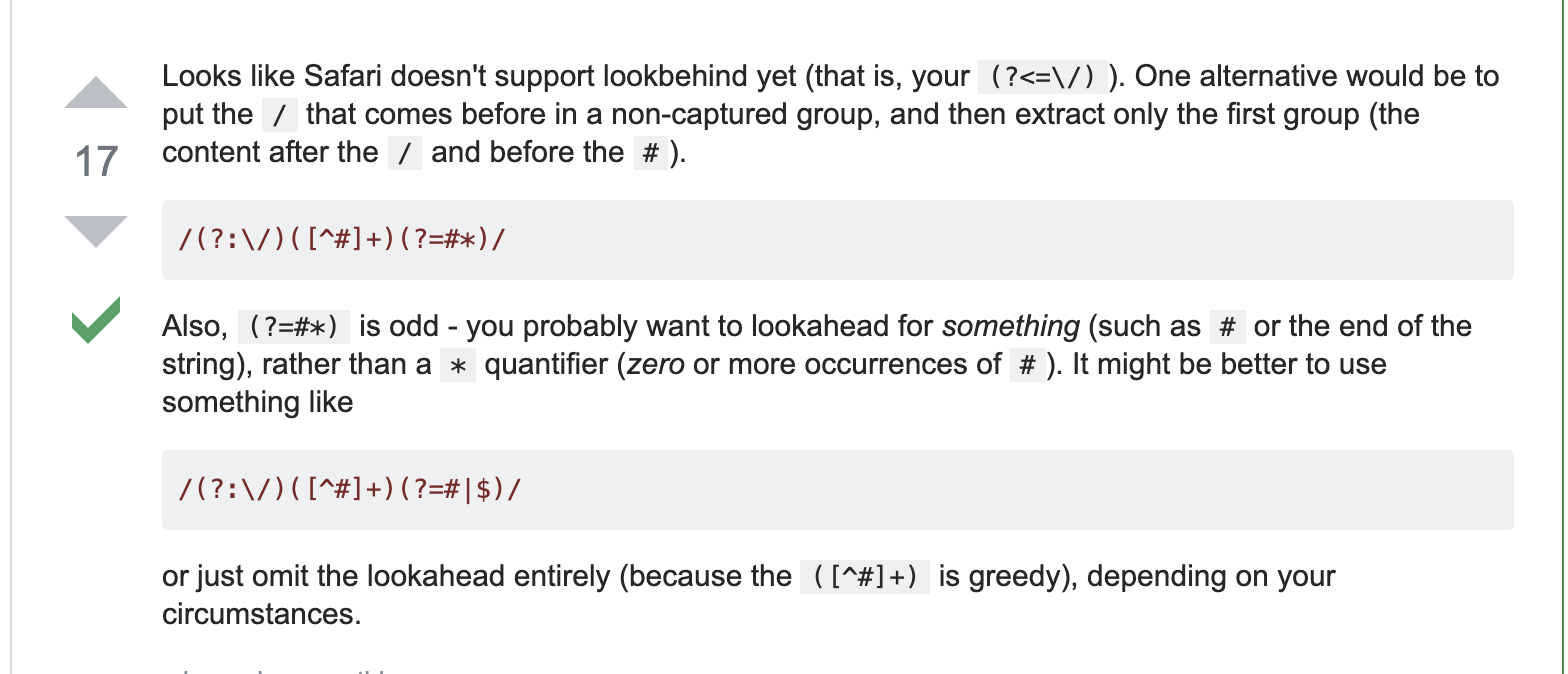 Looks like Safari doesn't support lookbehind yet (that is, your (?<=\/) ). One alternative would be to
put the / that comes before in a non-captured group, and then extract only the first group (the
content after the / and before the # ).
17
/(?:\/)([^#]+)(?=#*)/
Also, (?=#*) is odd - you probably want to lookahead for something (such as # or the end of the
string), rather than a * quantifier (zero or more occurrences of # ). It might be better to use
something like
/(?:\/)([^#]+)(?=#|$)/
or just omit the lookahead entirely (because the ([^#]+) is greedy), depending on your
circumstances.